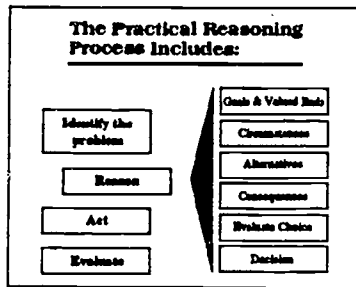 The Practical Reasoning
Process Includes:
Identify the
problem
Reason
Act
Evaluate
Goals & Valued Ends
Circumstances
Alternatives
Consequences
Evaluate Choice
Decision